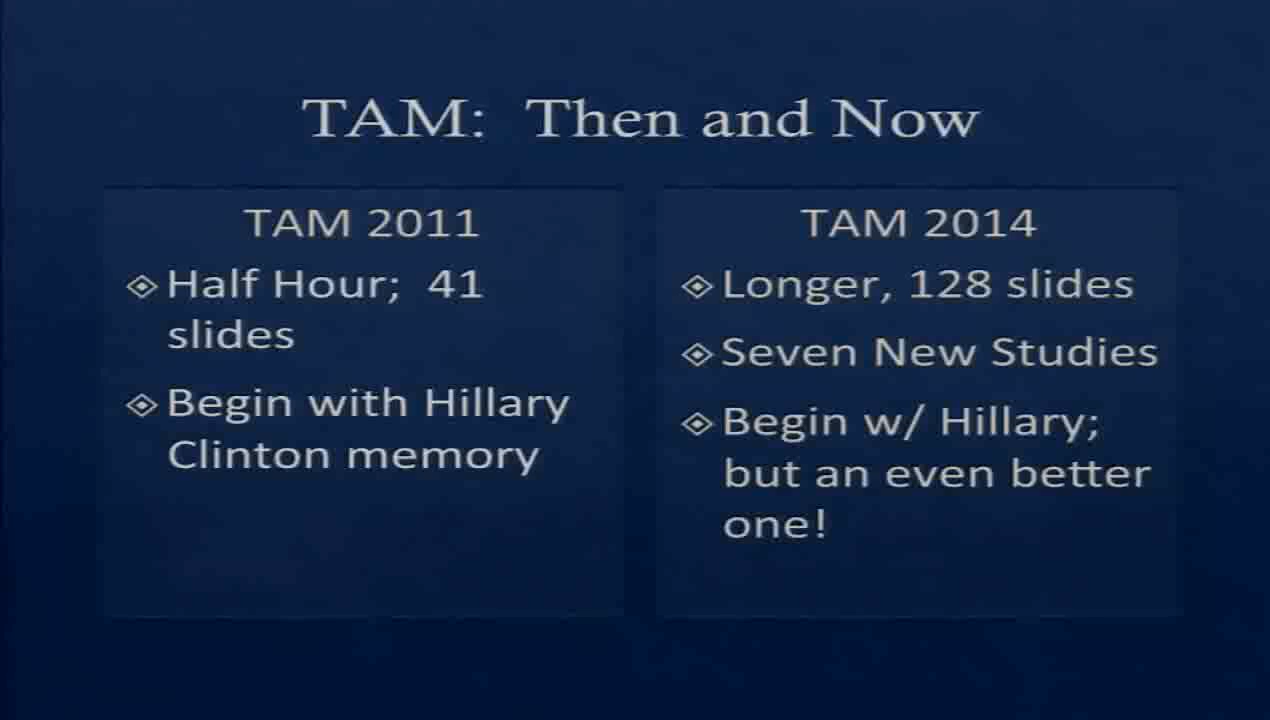 TAM: Then and Now
TAM 2011
Half Hour; 41
slides
Begin with Hillary
Clinton memory
TAM 2014
Longer, 128 slides
Seven New Studies
Begin w/ Hillary;
but an even better
one!